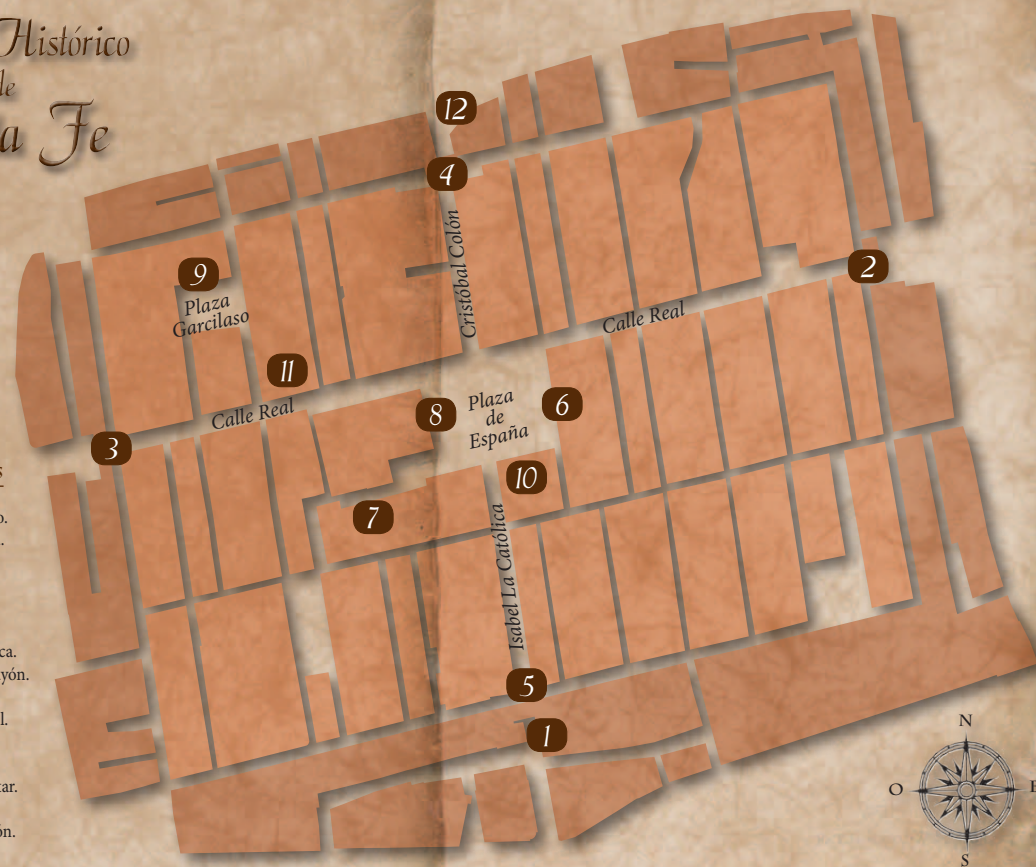 Histórico
de
Fe
12
4
Cristóbal Colón
2
9
Plaza
Garcilaso
Calle Real
11
Calle Real
8
Plaza
de
España
6
3
10
7
Isabel La Católica
5
1
N
O
E
S